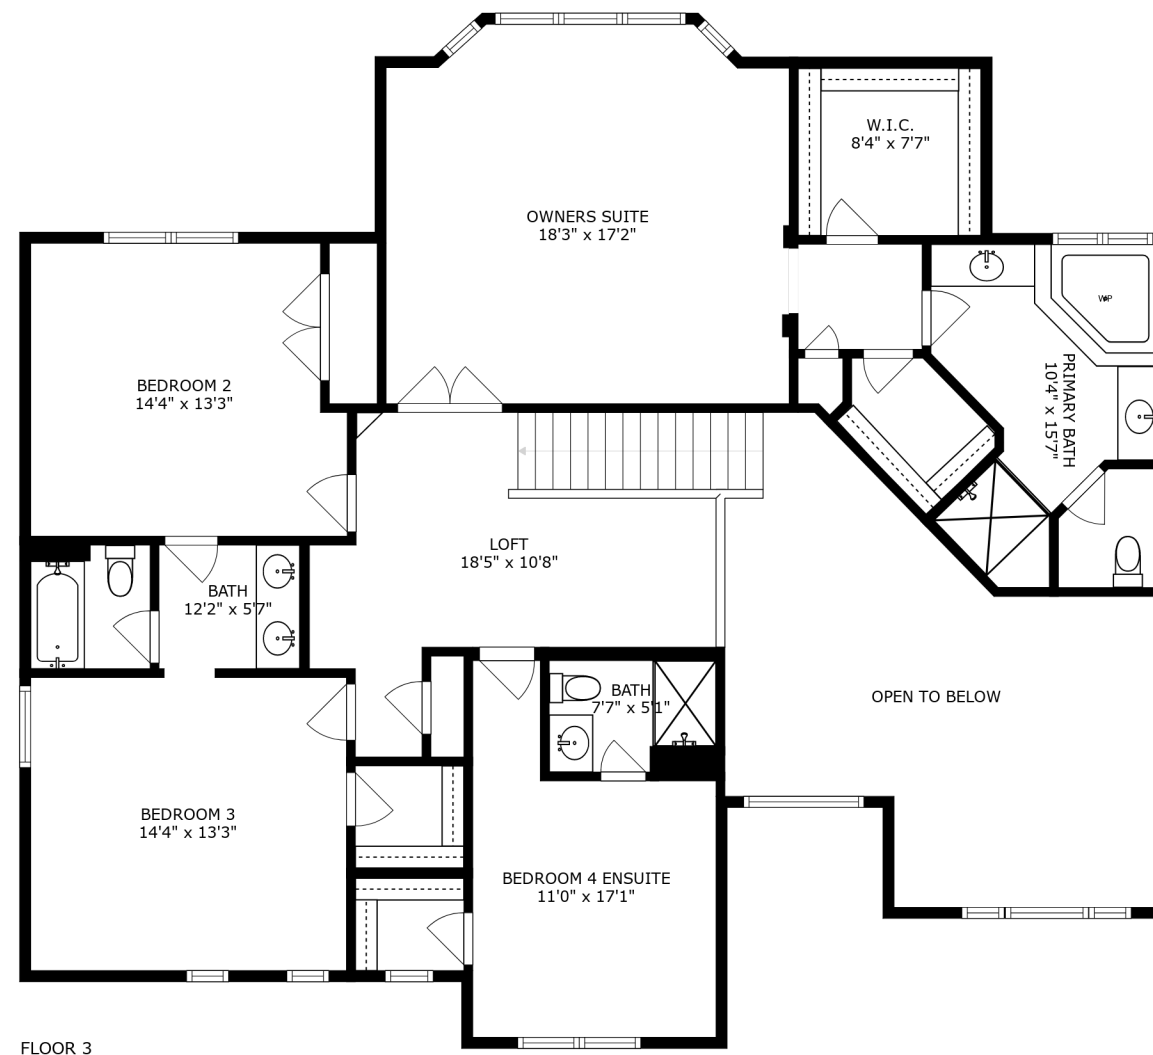 W.I.C.
8'4" x 7'7"
OWNERS SUITE
18'3" x 17'2"
WP
BEDROOM 2
14'4" x 13'3"
PRIMARY BATH
10'4" x 15'7"
LOFT
18'5" x 10'8"
BATH
12'2" x 5'7"
BATH
7'7" x 5'1"
OPEN TO BELOW
BEDROOM 3
14'4" x 13'3"
BEDROOM 4 ENSUITE
11'0" x 17'1"
FLOOR 3